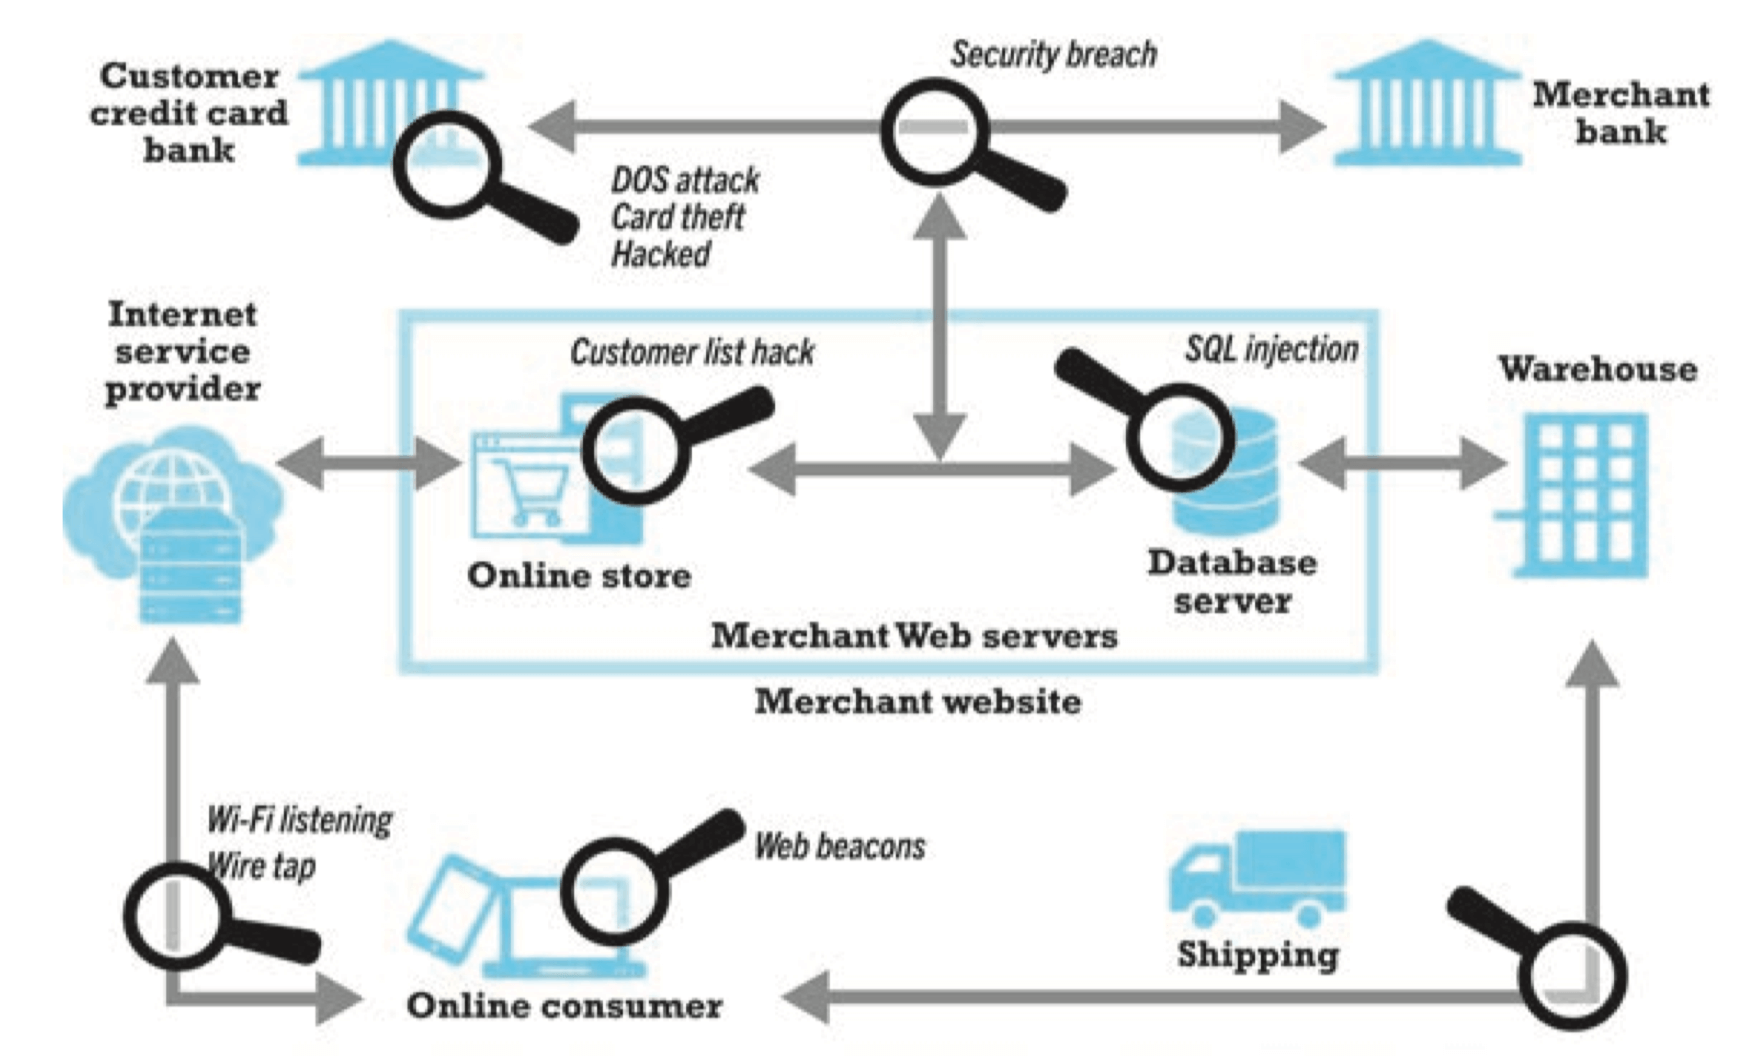 Security breach
Customer
credit card
bank
Merchant
bank
DOS attack
Card theft
Hacked
Internet
service
provider
Customer list hack
SQL injection
Warehouse
Online store
Database
server
Merchant Web servers
Merchant website
Wi-Fi listening
Wire tap
Web beacons
Shipping
Online consumer